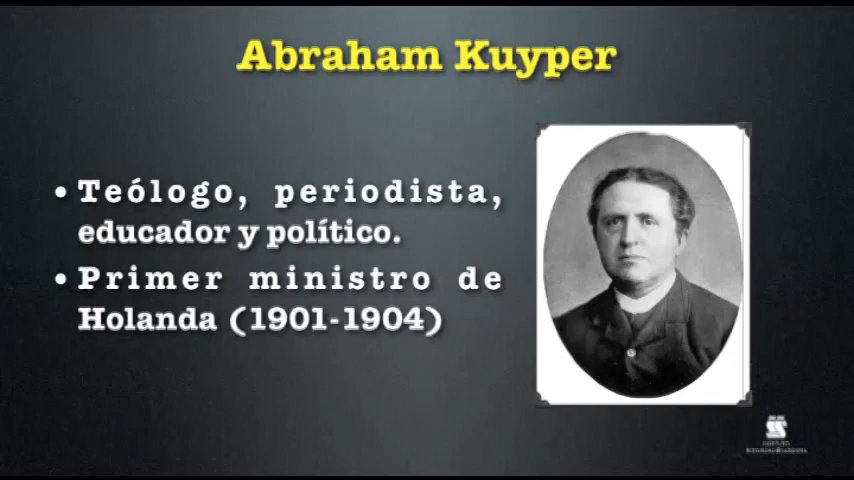 Abraham Kuyper
• Teólogo, periodista,
educador y político.
• Primer ministro de
Holanda (1901-1904)